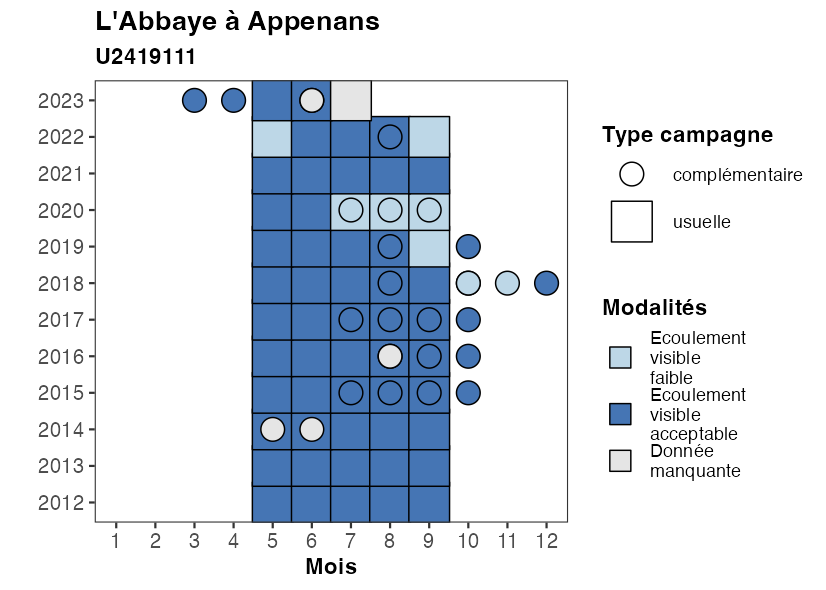 L'Abbaye à Appenans
U2419111
2023
2022
2021
2020
2019
2018
2017
2016
2015
2014
2013
2012
1 2 3 4 5 6 7 8 9 10 11 12
Mois
Type campagne
complémentaire
usuelle
Modalités
Ecoulement
visible
faible
Ecoulement
visible
acceptable
Donnée
manquante